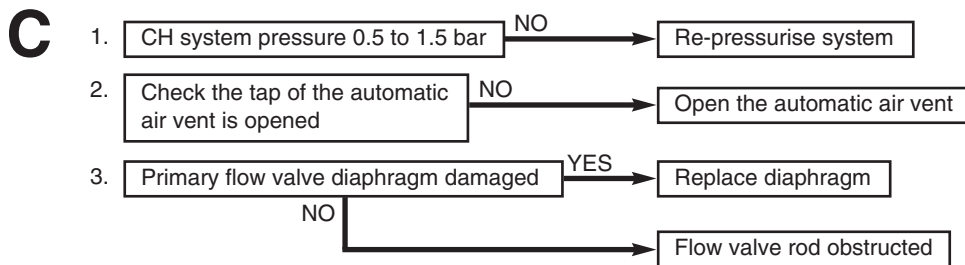 C
1. CH system pressure 0.5 to 1.5 bar NO Re-pressurise system
2. Check the tap of the automatic
air vent is opened NO Open the automatic air vent
3. Primary flow valve diaphragm damaged YES Replace diaphragm
NO
Flow valve rod obstructed